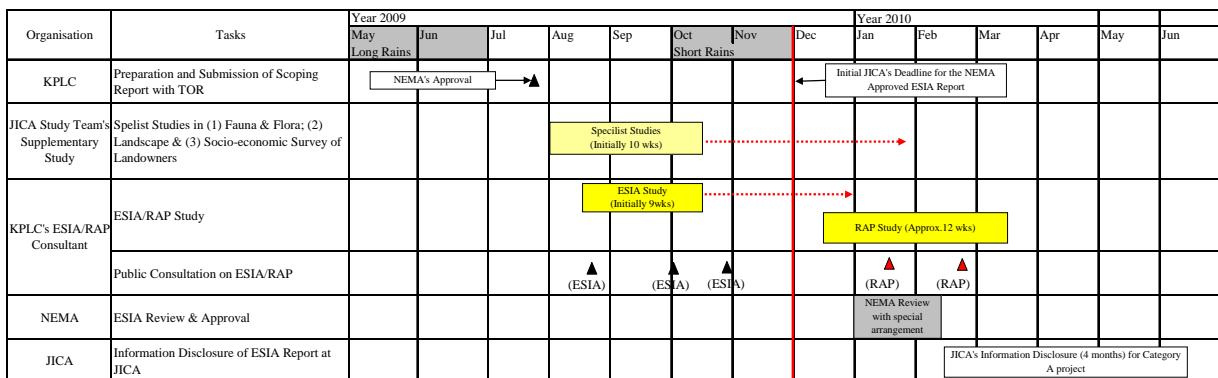 Organisation
Tasks
Year 2009
Year 2010
May
Jun
Jul
Aug
Sep
Oct
Nov
Dec
Jan
Feb
Mar
Apr
May
Jun
Long Rains
Short Rains
KPLC
Preparation and Submission of Scoping
Report with TOR
NEMA's Approval
Initial JICA's Deadline for the NEMA
Approved ESIA Report
JICA Study Team's
Supplementary
Study
Spelist Studies in (1) Fauna & Flora; (2)
Landscape & (3) Socio-economic Survey of
Landowners
Specilist Studies
(Initially 10 wks)
KPLC's ESIA/RAP
Consultant
ESIA/RAP Study
ESIA Study
(Initially 9wks)
RAP Study (Approx.12 wks)
Public Consultation on ESIA/RAP
(ESIA)
(ESIA)
(ESIA)
(RAP)
(RAP)
NEMA
ESIA Review & Approval
NEMA Review
with special
arrangement
JICA
Information Disclosure of ESIA Report at
JICA
JICA's Information Disclosure (4 months) for Category
A project